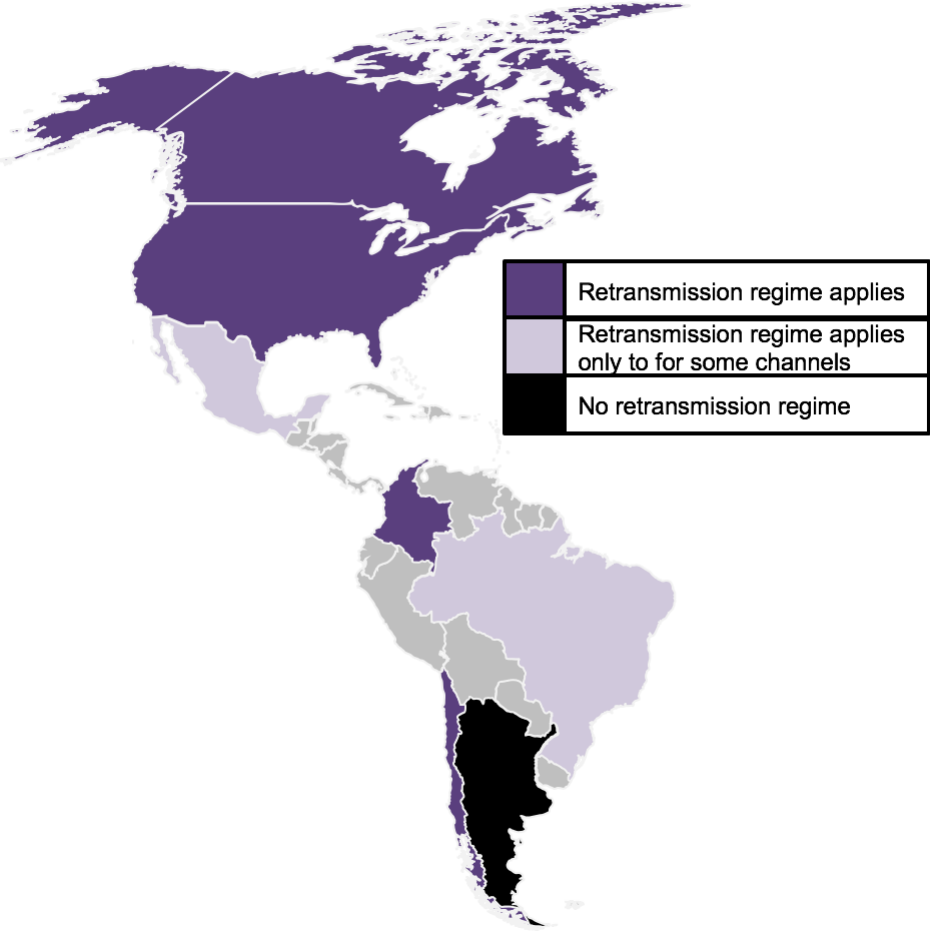 Retransmission regime applies
Retransmission regime applies
only to for some channels
No retransmission regime